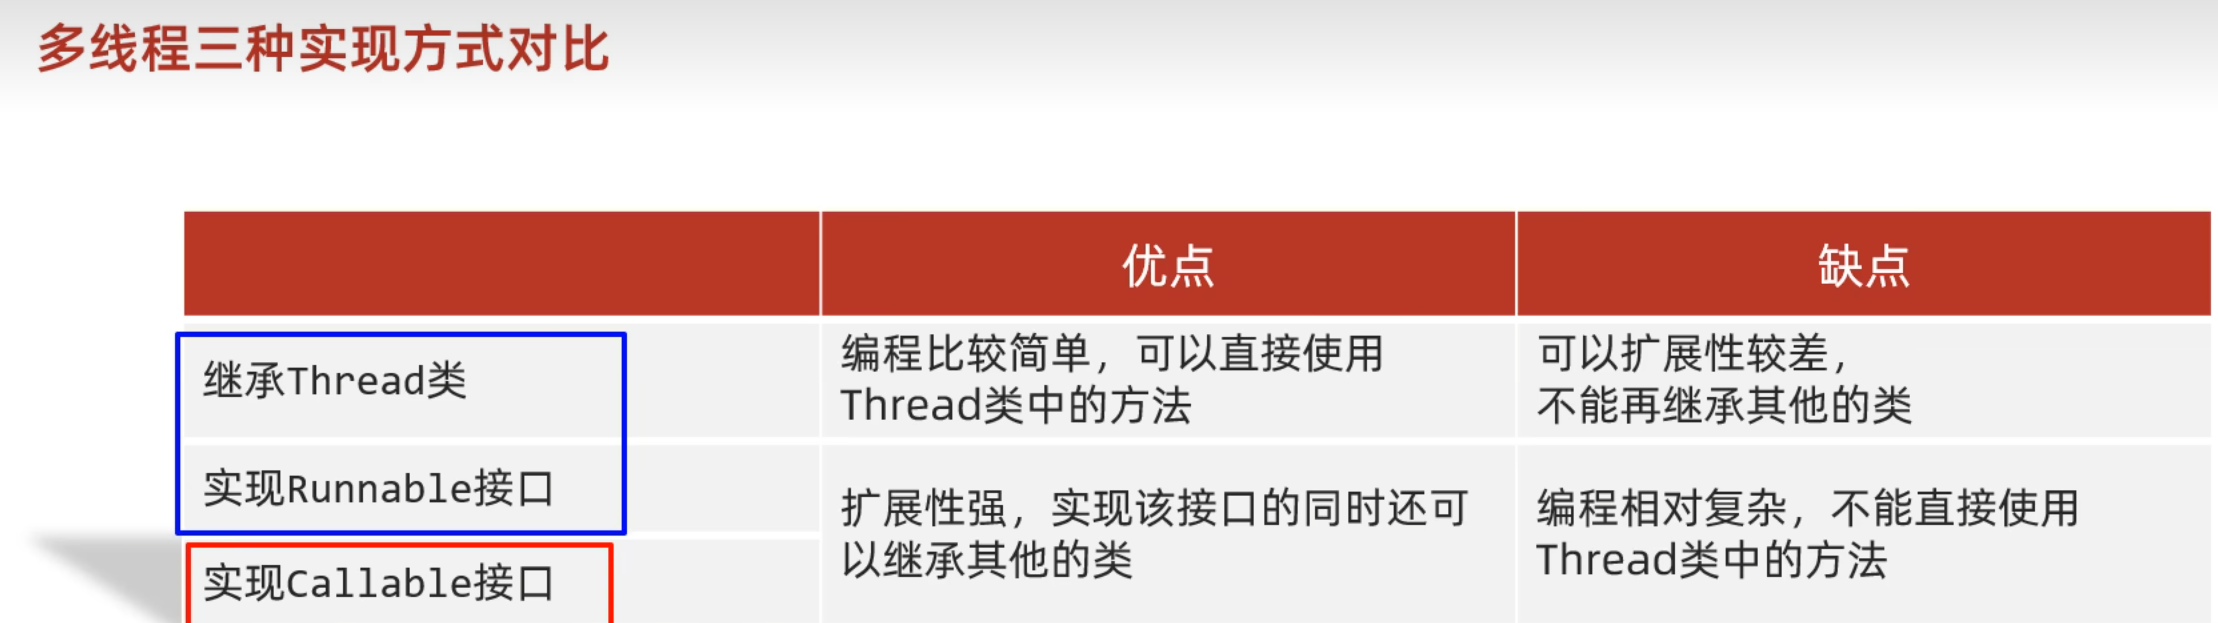 多线程三种实现方式对比
优点
缺点
继承Thread类
编程比较简单，可以直接使用
Thread类中的方法
可以扩展性较差，
不能再继承其他的类
实现Runnable接口
扩展性强，实现该接口的同时还可
以继承其他的类
编程相对复杂，不能直接使用
Thread类中的方法
实现Callable接口